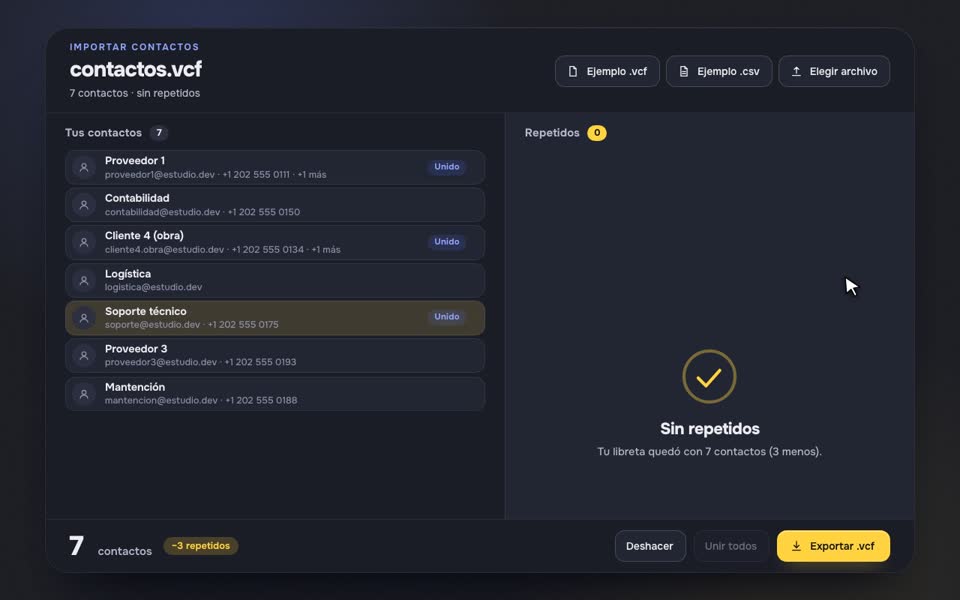 IMPORTAR CONTACTOS
contactos.vcf
7 contactos · sin repetidos
Ejemplo .vcf
Ejemplo .csv
Elegir archivo
Tus contactos 7
Proveedor 1
proveedor1@estudio.dev · +1 202 555 0111 · +1 más
Unido
Contabilidad
contabilidad@estudio.dev · +1 202 555 0150
Cliente 4 (obra)
cliente4.obra@estudio.dev · +1 202 555 0134 · +1 más
Unido
Logística
logistica@estudio.dev
Soporte técnico
soporte@estudio.dev · +1 202 555 0175
Unido
Proveedor 3
proveedor3@estudio.dev · +1 202 555 0193
Mantención
mantencion@estudio.dev · +1 202 555 0188
Repetidos 0
Sin repetidos
Tu libreta quedó con 7 contactos (3 menos).
7 contactos
−3 repetidos
Deshacer
Unir todos
Exportar .vcf